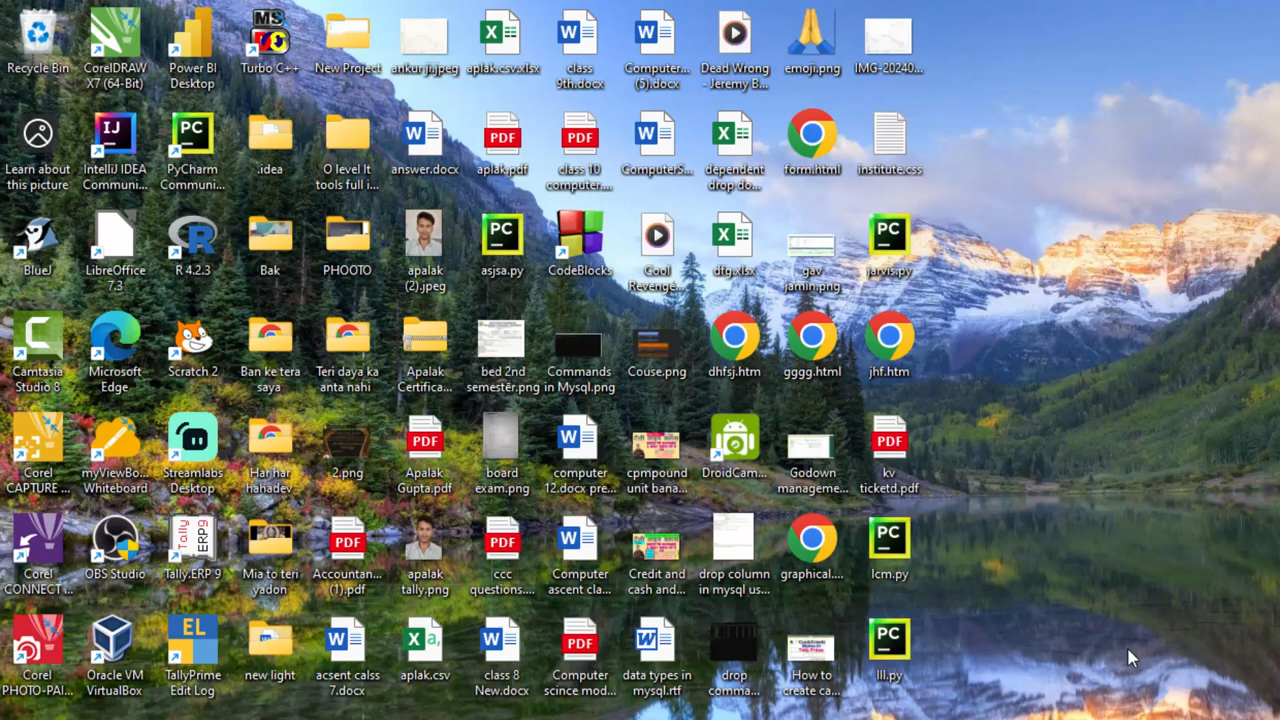 MS
Recycle Bin
CorelDRAW
X7 (64-Bit)
Power BI
Desktop
Turbo C++
New Project
ankur jii.jpeg
aplak.csv.xlsx
class
9th.docx
Computer...
(5).docx
Dead Wrong
- Jeremy B...
emoji.png
IMG-20240...
Learn about
this picture
IntelliJ IDEA
Communi...
PyCharm
Communi...
.idea
O level It
tools full i...
answer.docx
aplak.pdf
class 10
computer....
ComputerS...
dependent
drop do...
form.html
institute.css
BlueJ
LibreOffice
7.3
R 4.2.3
Bak
PHOOTO
apalak
(2).jpeg
asjsa.py
CodeBlocks
Cool
Revenge...
dfg.xlsx
gav
jamin.png
jarvis.py
Camtasia
Studio 8
Microsoft
Edge
Scratch 2
Ban ke tera
saya
Teri daya ka
anta nahi
Apalak
Certifica...
bed 2nd
semester.png
Commands
in Mysql.png
Couse.png
dhfsj.htm
gggg.html
jhf.htm
Corel
CAPTURE ...
myViewBo...
Whiteboard
Streamlabs
Desktop
Har har
hahadev
2.png
Apalak
Gupta.pdf
board
exam.png
computer
12.docx pre...
cpmpound
unit bana...
DroidCam...
Godown
manageme...
kv
ticketd.pdf
Corel
CONNECT ...
OBS Studio
Tally.ERP 9
Mia to teri
yadon
Accountan...
(1).pdf
apalak
tally.png
ccc
questions....
Computer
ascent cla...
Credit and
cash and...
drop column
in mysql us...
graphical....
lcm.py
Corel
PHOTO-PAI...
Oracle VM
VirtualBox
TallyPrime
Edit Log
new light
acsent calss
7.docx
aplak.csv
class 8
New.docx
Computer
scince mod...
data types in
mysql.rtf
drop
comma...
How to
create ca...
lll.py